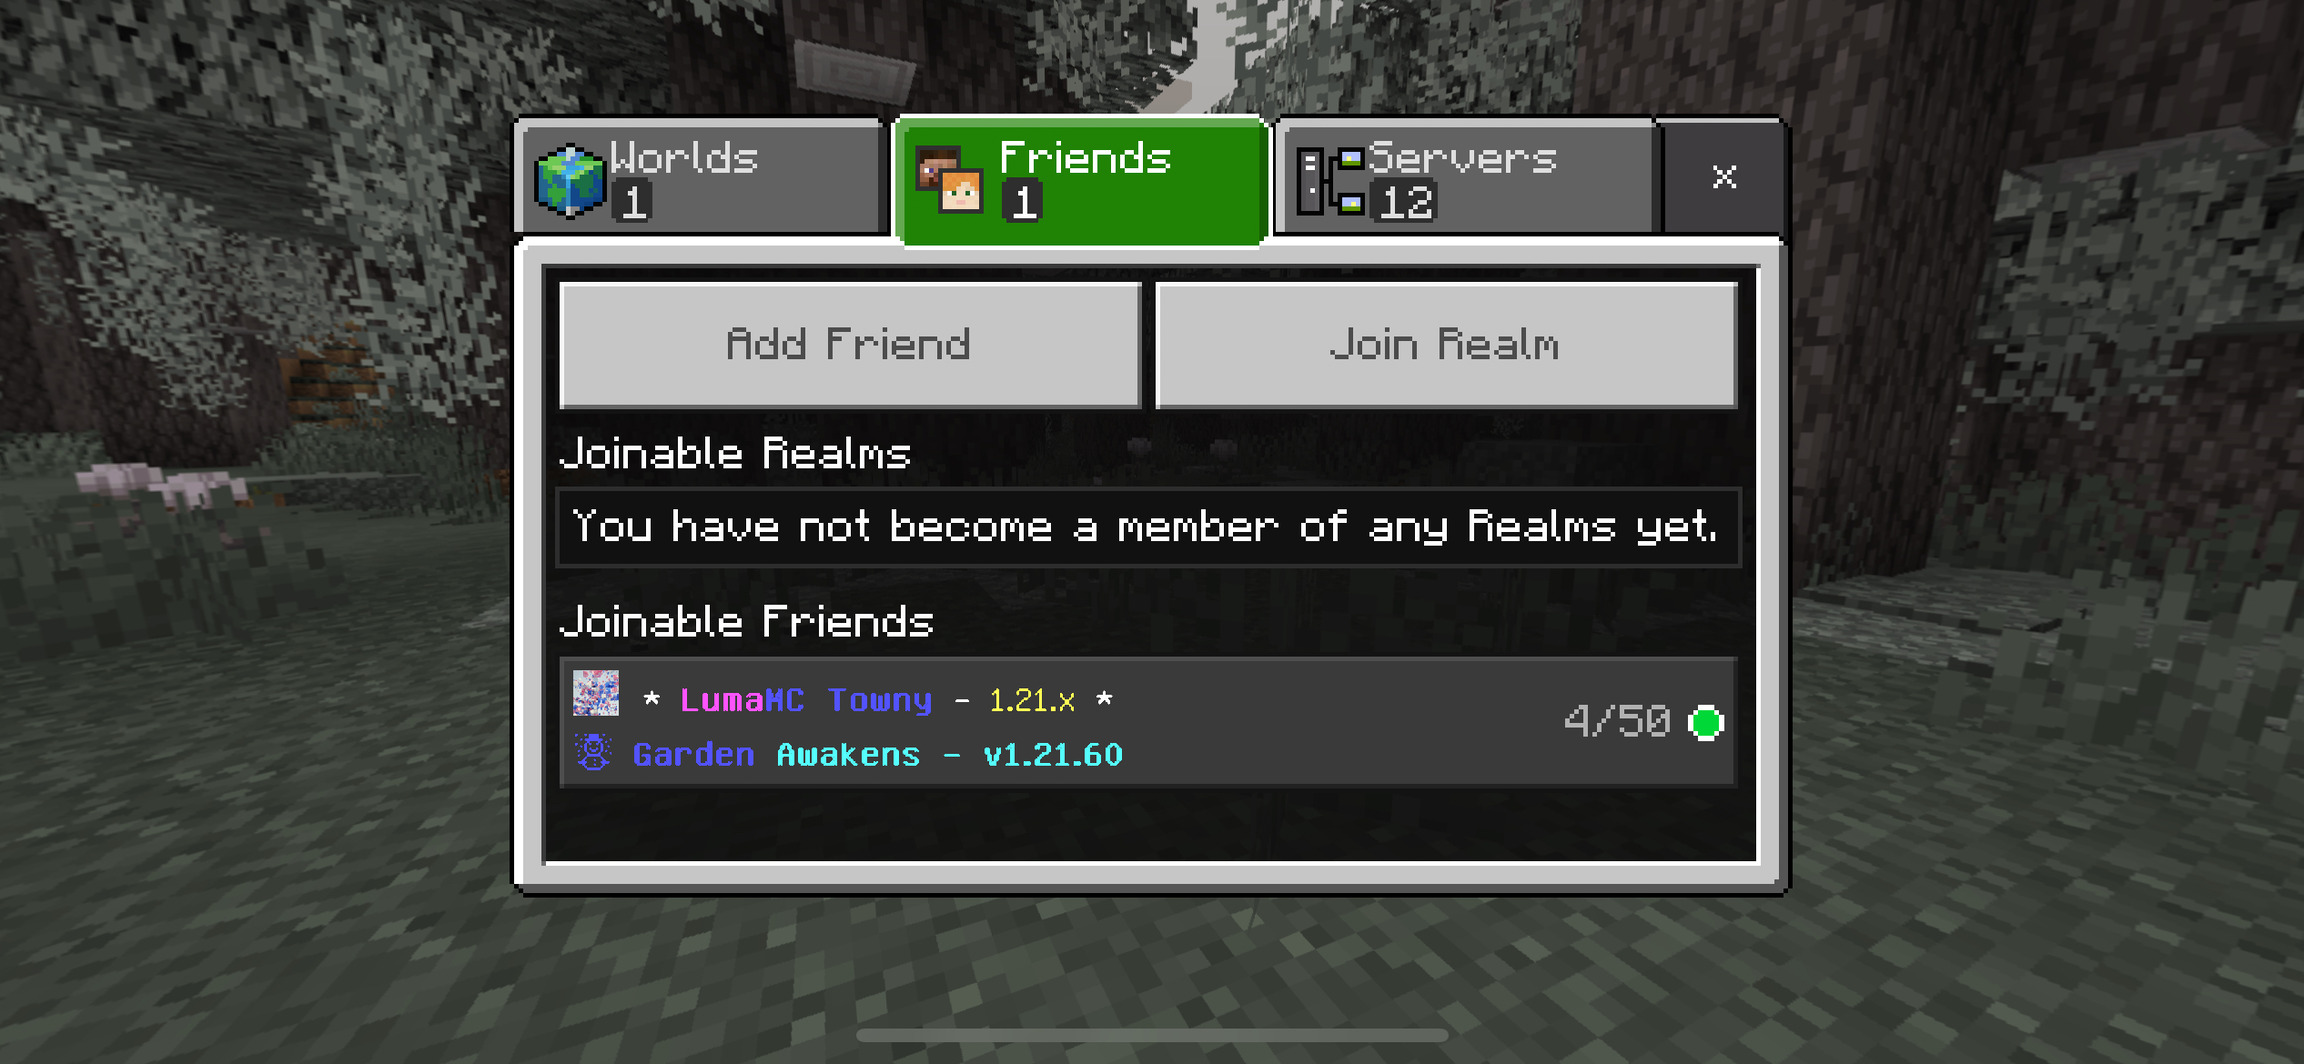 Worlds
1
Friends
1
Servers
12
x
Add Friend
Join Realm
Joinable Realms
You have not become a member of any Realms yet.
Joinable Friends
* LumaMC Towny - 1.21.x *
4/50
☃ Garden Awakens - v1.21.60